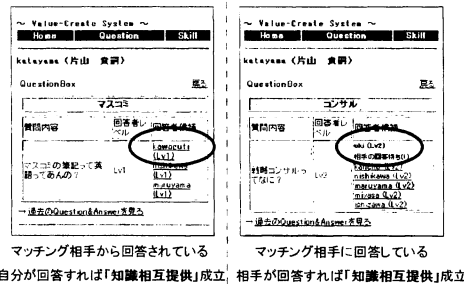 ~ Value-Create System ~
Home Question Skill
katayama (片山 貴嗣)
QuestionBox 戻る
マスコミ
質問内容 回答者レベル 回答者候補
マスコミの筆記って英語ってあんの? Lv1
(Lv1)
(Lv1)
maruyama
(Lv1)
→ 過去のQuestion&Answerを見る
マッチング相手から回答されている
自分が回答すれば「知識相互提供」成立
~ Value-Create System ~
Home Question Skill
katayama (片山 貴嗣)
QuestionBox 戻る
コンサル
質問内容 回答者レベル
戦略コンサルってなに? Lv2
(Lv2)
相手の回答待ち(1)
nishikawa (Lv2)
maruyama (Lv2)
(Lv2)
(Lv2)
→ 過去のQuestion&Answerを見る
マッチング相手に回答している
相手が回答すれば「知識相互提供」成立